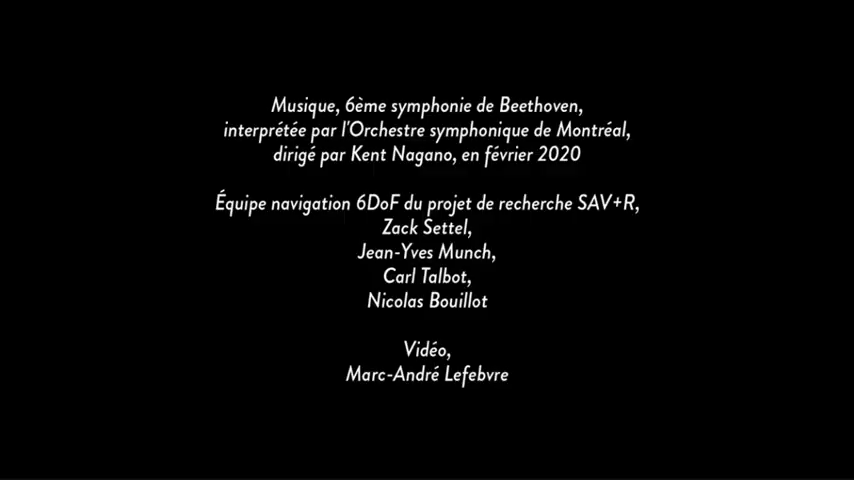 Musique, 6ème symphonie de Beethoven,
interprétée par l'Orchestre symphonique de Montréal,
dirigé par Kent Nagano, en février 2020
Équipe navigation 6DoF du projet de recherche SAV+R,
Zack Settel,
Jean-Yves Munch,
Carl Talbot,
Nicolas Bouillot
Vidéo,
Marc-André Lefebvre